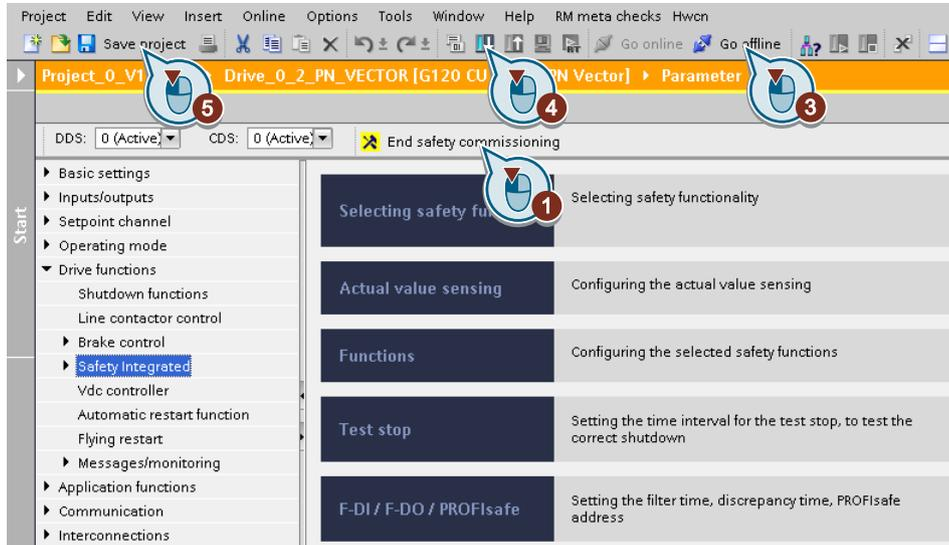 Project Edit View Insert Online Options Tools Window Help RM meta checks Hwcn
Save project Go online Go offline
Project_0_V1 Drive_0_2_PN_VECTOR [G120 CU PN Vector] Parameter
5
4
3
DDS: 0 (Active) CDS: 0 (Active) End safety commissioning
1
Start
Basic settings
Inputs/outputs
Setpoint channel
Operating mode
Drive functions
Shutdown functions
Line contactor control
Brake control
Safety Integrated
Vdc controller
Automatic restart function
Flying restart
Messages/monitoring
Application functions
Communication
Interconnections
Selecting safety
Selecting safety functionality
Actual value sensing
Configuring the actual value sensing
Functions
Configuring the selected safety functions
Test stop
Setting the time interval for the test stop, to test the
correct shutdown
F-DI / F-DO / PROFIsafe
Setting the filter time, discrepancy time, PROFIsafe
address